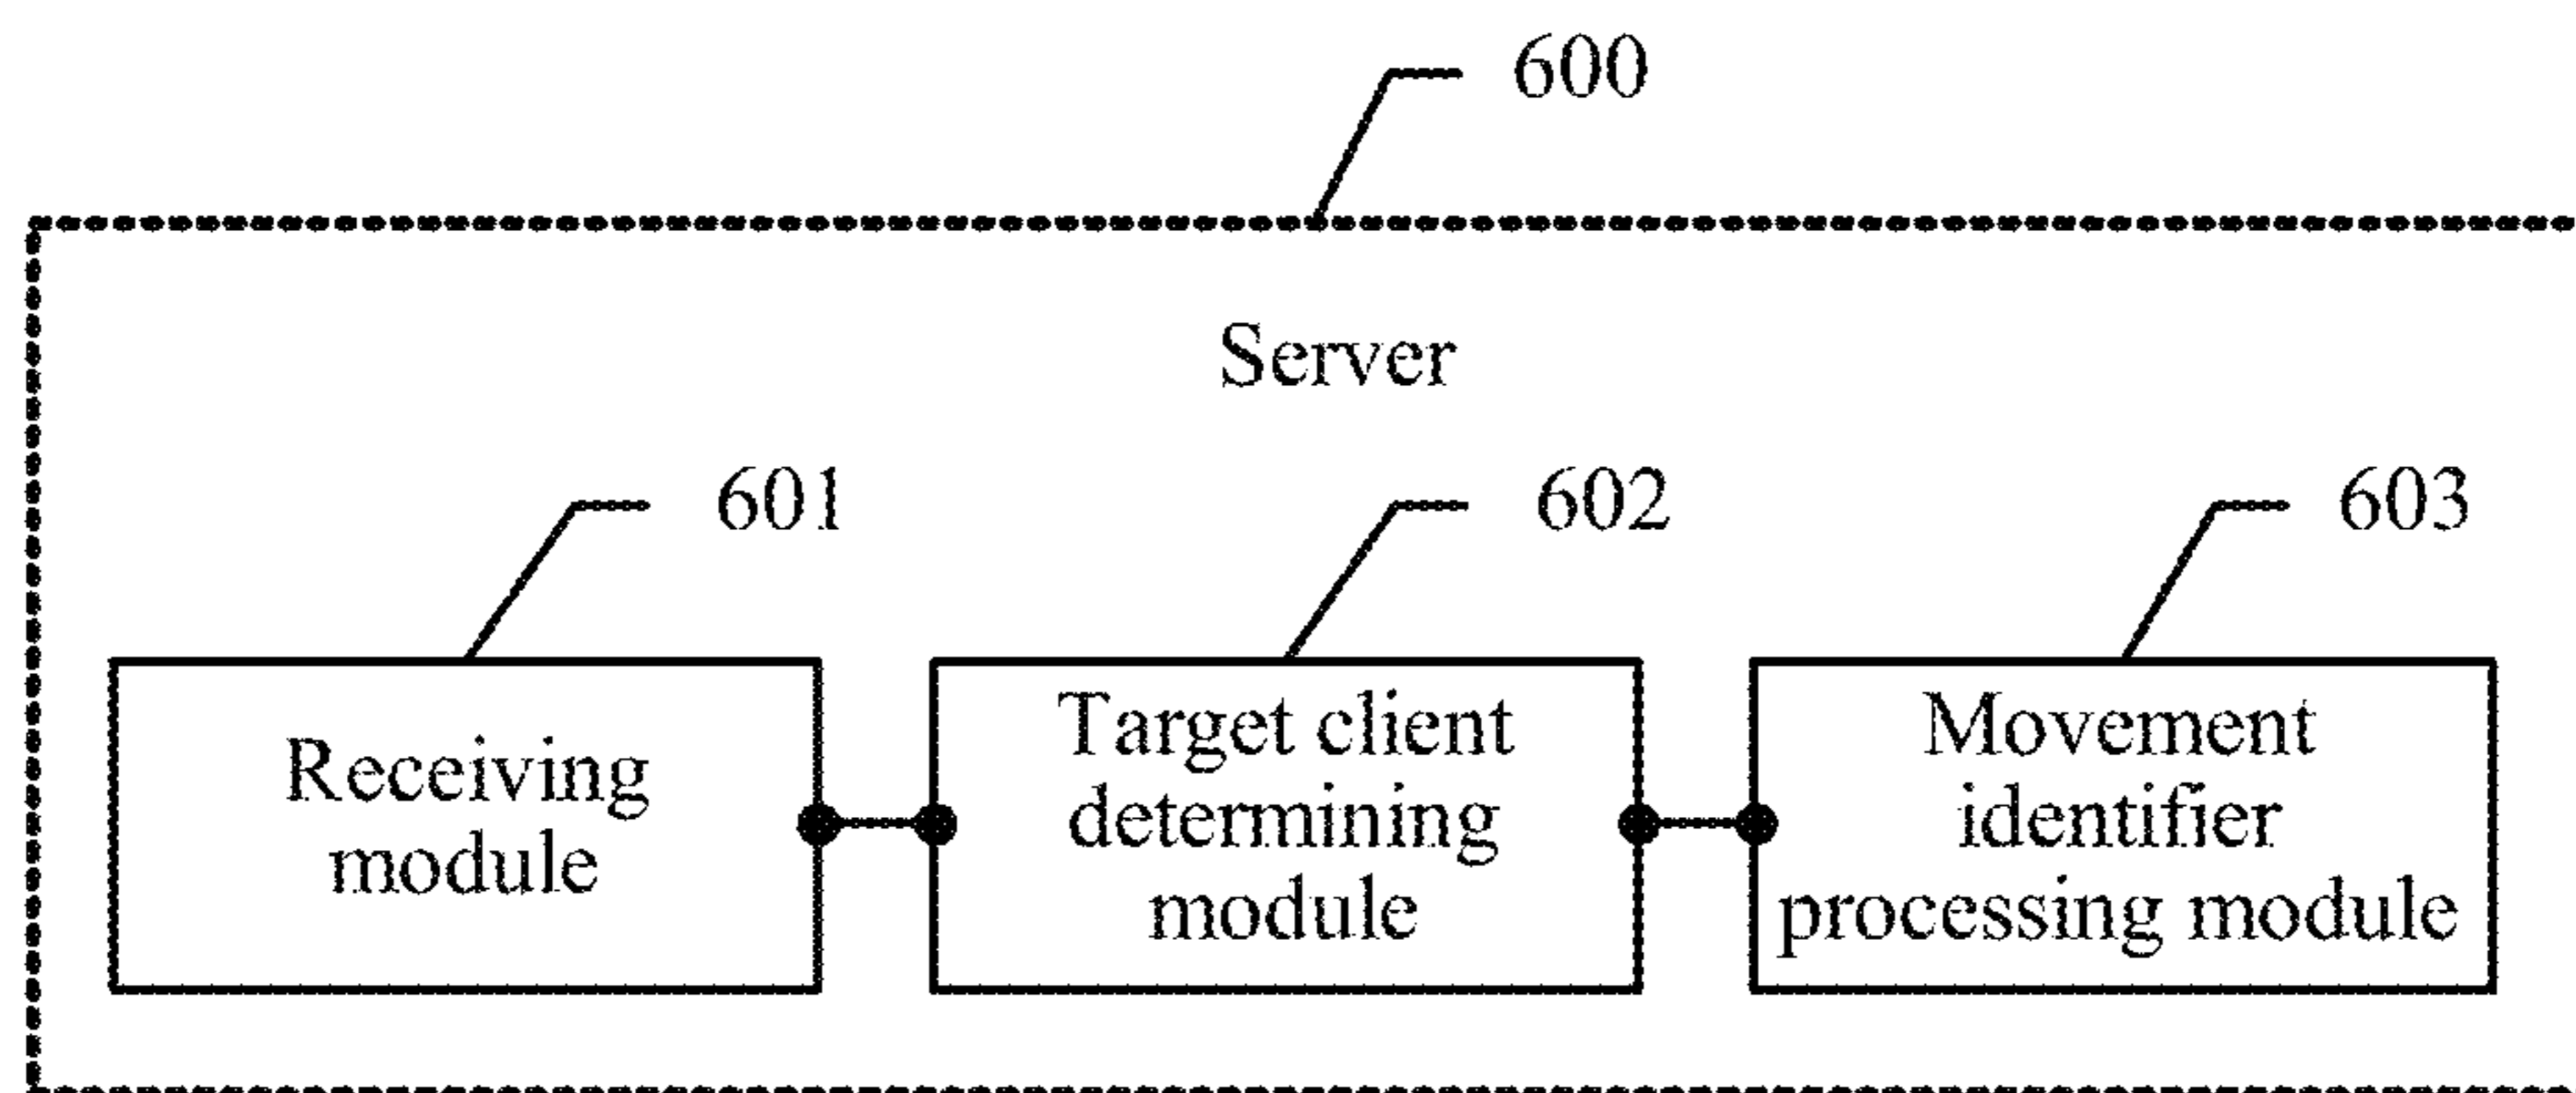 600
Server
601
602
603
Receiving
module
Target client
determining
module
Movement
identifier
processing module